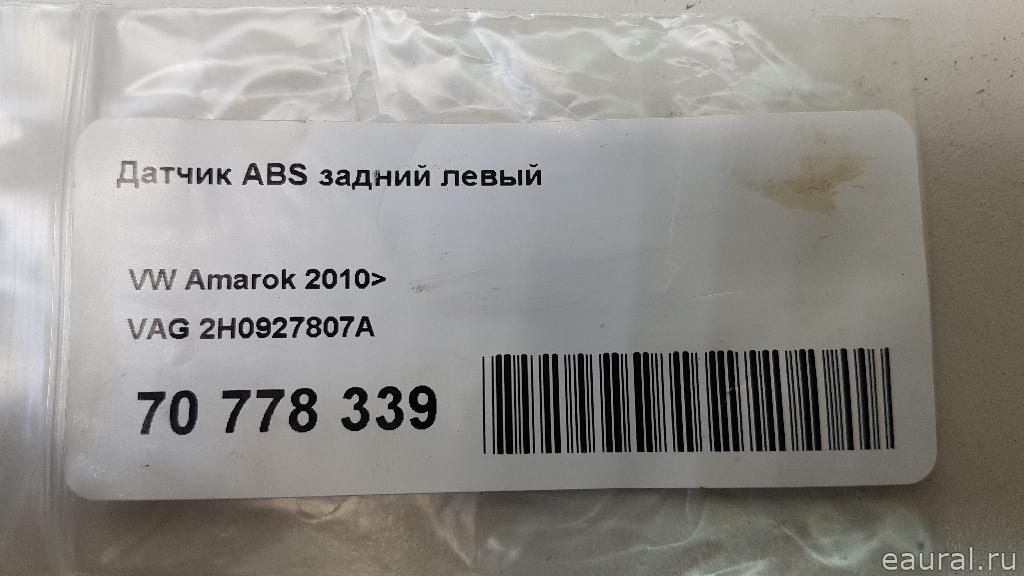 Датчик ABS задний левый
VW Amarok 2010>
VAG 2H0927807A
70 778 339
eaural.ru